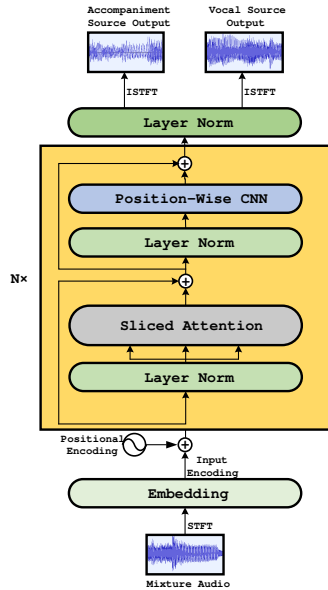 Accompaniment
Source Output
Vocal Source
Output
ISTFT
ISTFT
Layer Norm
Position-Wise CNN
Layer Norm
N×
Sliced Attention
Layer Norm
Positional
Encoding
Input
Encoding
Embedding
STFT
Mixture Audio